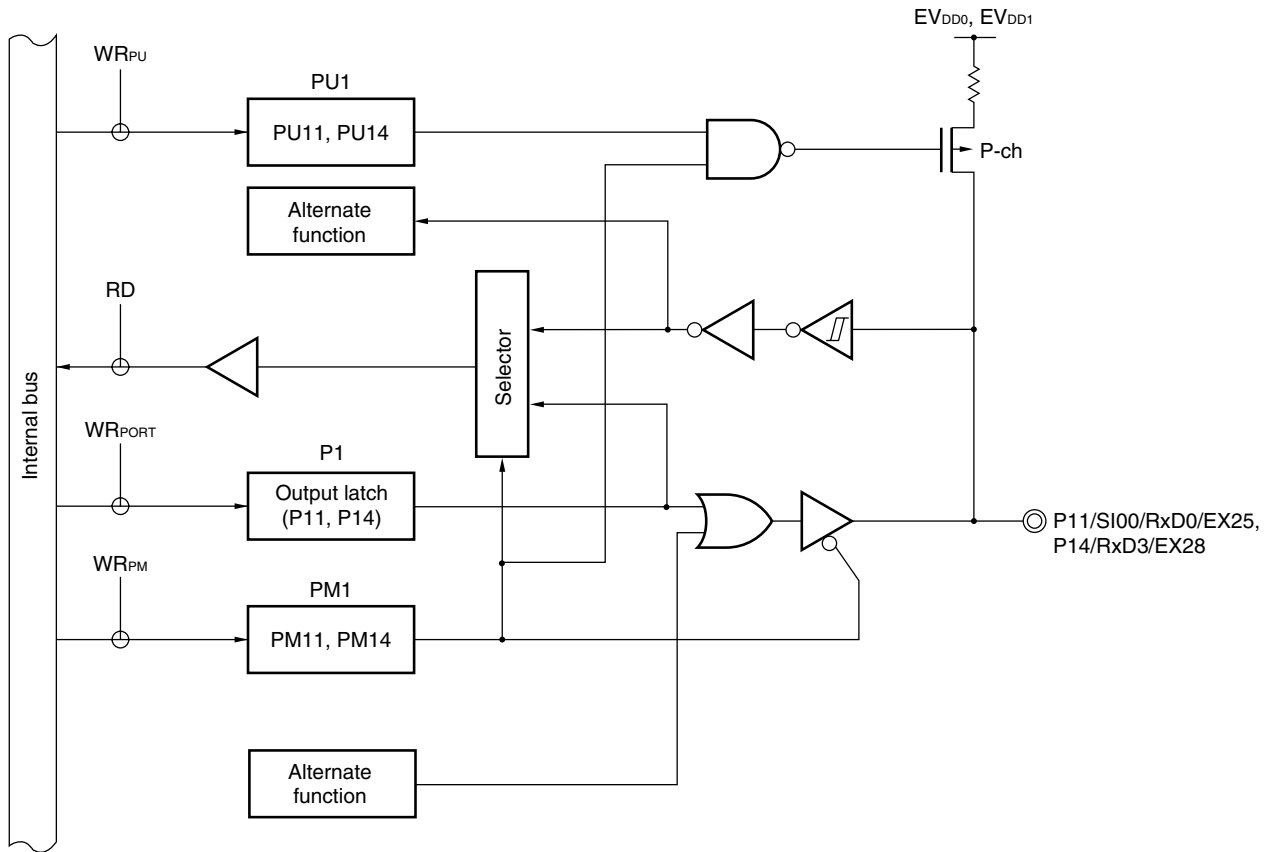 EVDD0, EVDD1
WRPU
PU1
PU11, PU14
P-ch
Alternate
function
RD
Selector
Internal bus
WRPORT
P1
Output latch
(P11, P14)
P11/SI00/RxD0/EX25,
P14/RxD3/EX28
WRPM
PM1
PM11, PM14
Alternate
function